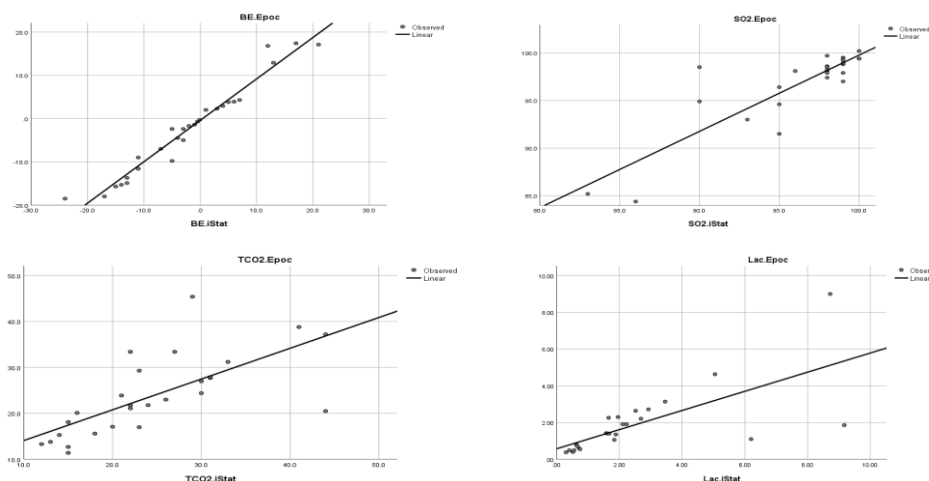 BE.Epoc
20.0
10.0
.0
-10.0
-20.0
-30.0 -20.0 -10.0 .0 10.0 20.0 30.0
BE.iStat
Observed
Linear
SO2.Epoc
100.0
95.0
90.0
85.0
80.0 85.0 90.0 95.0 100.0
SO2.iStat
Observed
Linear
TCO2.Epoc
50.0
40.0
30.0
20.0
10.0
10.0 20.0 30.0 40.0 50.0
TCO2.iStat
Observed
Linear
Lac.Epoc
10.00
8.00
6.00
4.00
2.00
.00
.00 2.00 4.00 6.00 8.00 10.00
Lac.iStat
Observed
Linear